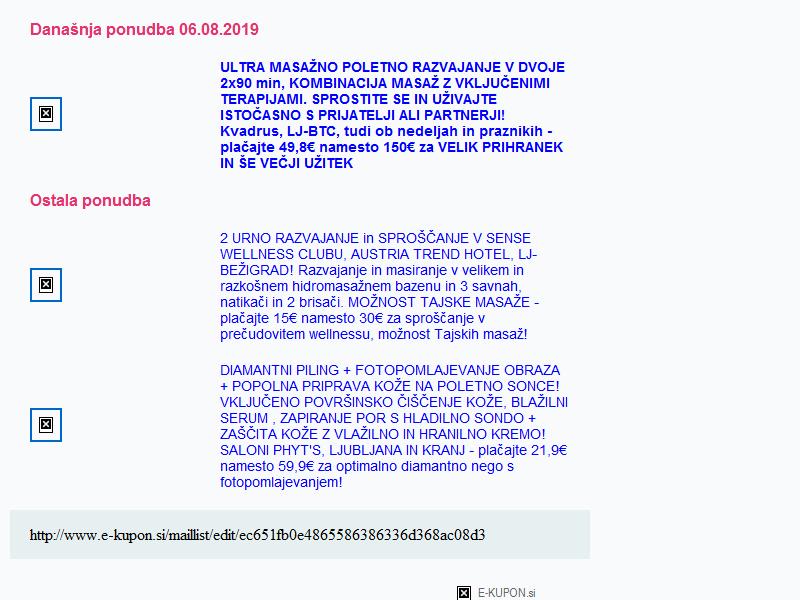 Današnja ponudba 06.08.2019
ULTRA MASAŽNO POLETNO RAZVAJANJE V DVOJE
2x90 min, KOMBINACIJA MASAŽ Z VKLJUČENIMI
TERAPIJAMI. SPROSTITE SE IN UŽIVAJTE
ISTOČASNO S PRIJATELJI ALI PARTNERJI!
Kvadrus, LJ-BTC, tudi ob nedeljah in praznikih -
plačajte 49,8€ namesto 150€ za VELIK PRIHRANEK
IN ŠE VEČJI UŽITEK
Ostala ponudba
2 URNO RAZVAJANJE in SPROŠČANJE V SENSE
WELLNESS CLUBU, AUSTRIA TREND HOTEL, LJ-
BEŽIGRAD! Razvajanje in masiranje v velikem in
razkošnem hidromasažnem bazenu in 3 savnah,
natikači in 2 brisači. MOŽNOST TAJSKE MASAŽE -
plačajte 15€ namesto 30€ za sproščanje v
prečudovitem wellnessu, možnost Tajskih masaž!
DIAMANTNI PILING + FOTOPOMLAJEVANJE OBRAZA
+ POPOLNA PRIPRAVA KOŽE NA POLETNO SONCE!
VKLJUČENO POVRŠINSKO ČIŠČENJE KOŽE, BLAŽILNI
SERUM , ZAPIRANJE POR S HLADILNO SONDO +
ZAŠČITA KOŽE Z VLAŽILNO IN HRANILNO KREMO!
SALONI PHYT'S, LJUBLJANA IN KRANJ - plačajte 21,9€
namesto 59,9€ za optimalno diamantno nego s
fotopomlajevanjem!
http://www.e-kupon.si/maillist/edit/ec651fb0e4865586386336d368ac08d3
E-KUPON.si